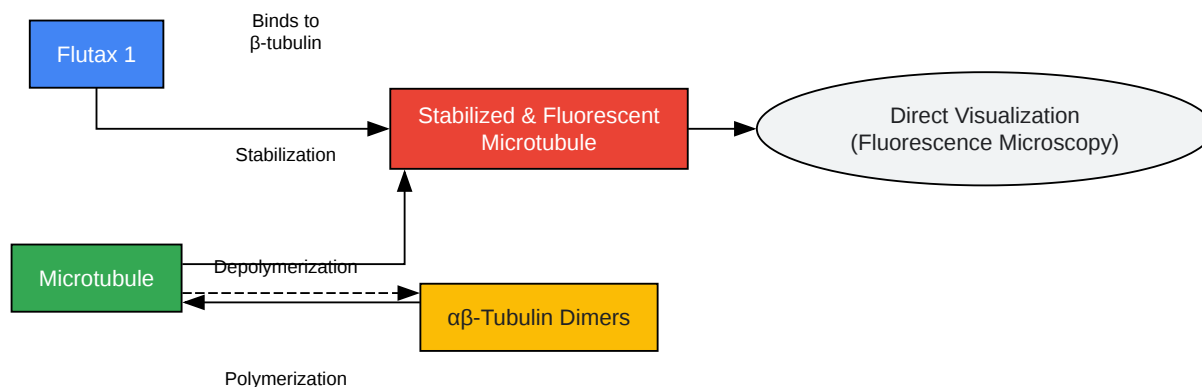 Binds to
β-tubulin
Flutax 1
Stabilized & Fluorescent
Microtubule
Direct Visualization
(Fluorescence Microscopy)
Stabilization
Microtubule
Depolymerization
αβ-Tubulin Dimers
Polymerization